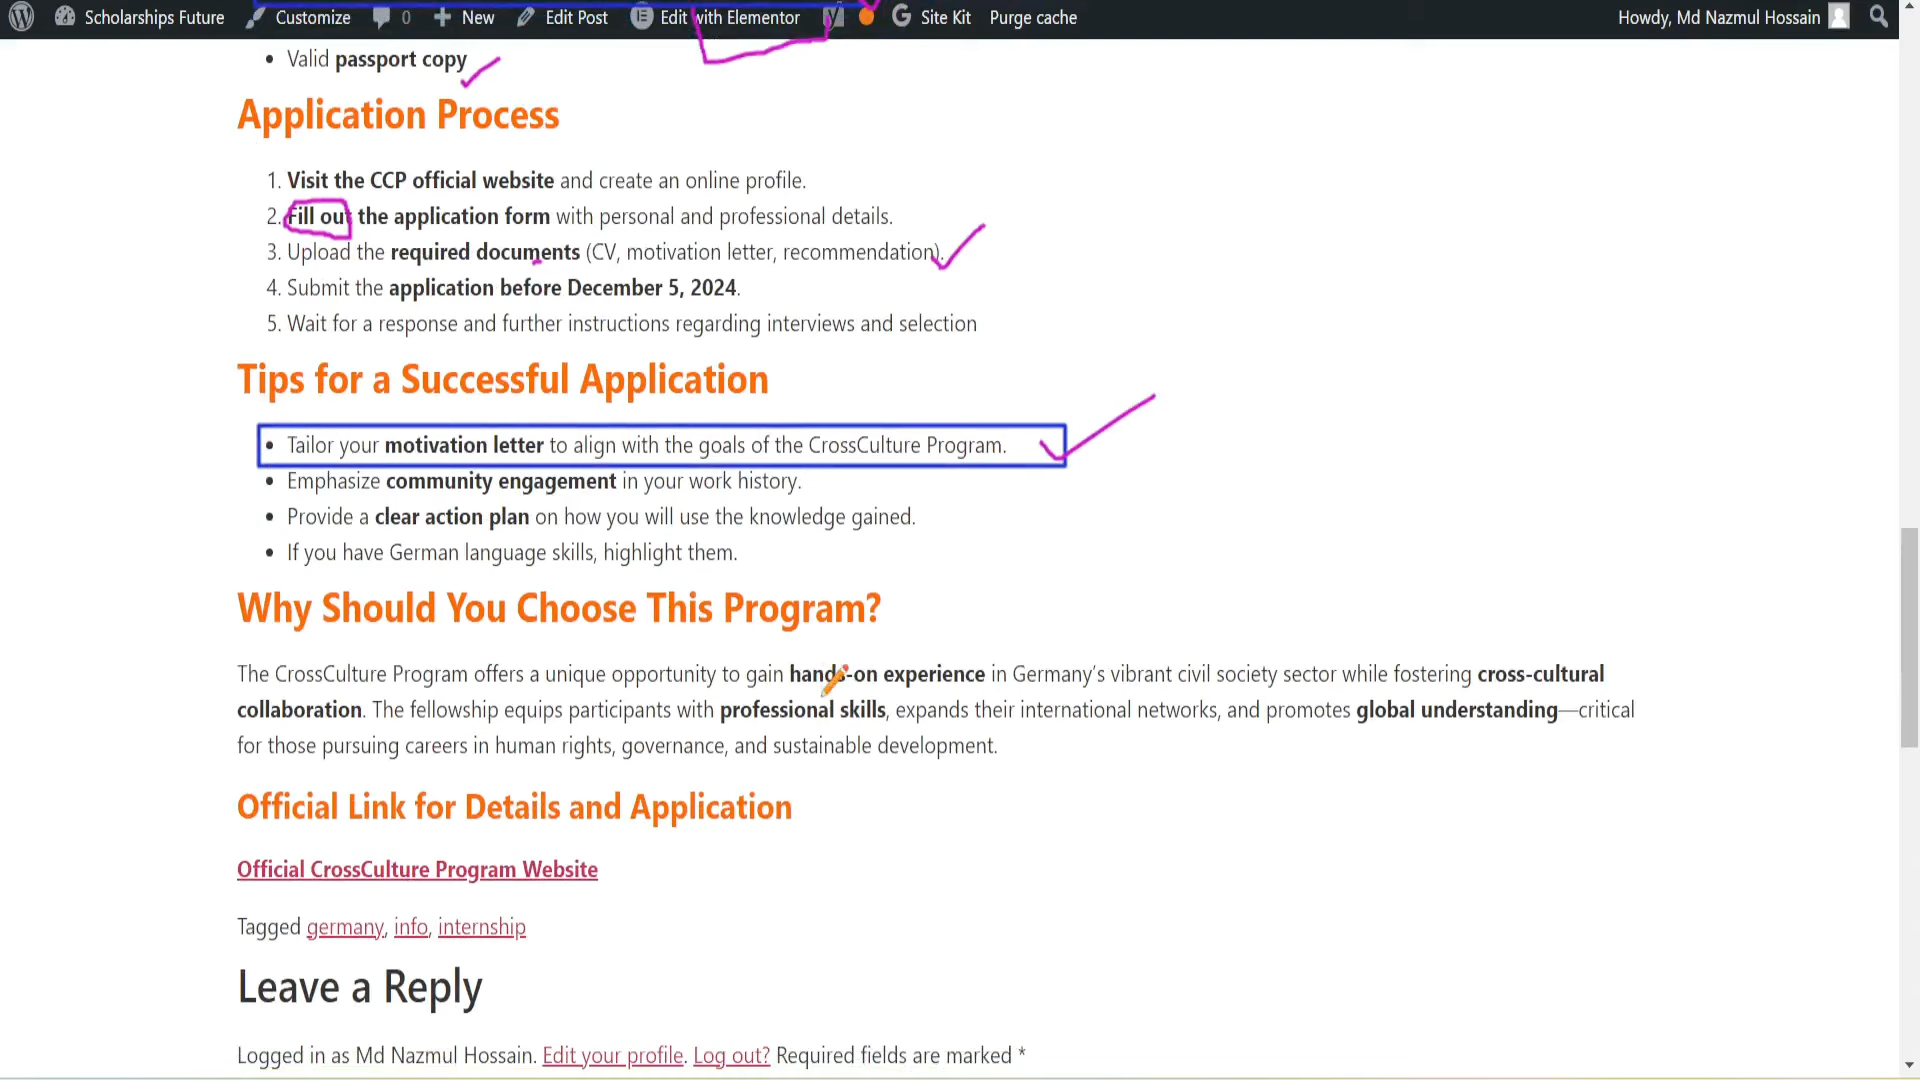 Scholarships Future Customize 0 New Edit Post Edit with Elementor Site Kit Purge cache Howdy, Md Nazmul Hossain
• Valid passport copy
Application Process
1. Visit the CCP official website and create an online profile.
2. Fill out the application form with personal and professional details.
3. Upload the required documents (CV, motivation letter, recommendation).
4. Submit the application before December 5, 2024.
5. Wait for a response and further instructions regarding interviews and selection
Tips for a Successful Application
• Tailor your motivation letter to align with the goals of the CrossCulture Program.
• Emphasize community engagement in your work history.
• Provide a clear action plan on how you will use the knowledge gained.
• If you have German language skills, highlight them.
Why Should You Choose This Program?
The CrossCulture Program offers a unique opportunity to gain hands-on experience in Germany’s vibrant civil society sector while fostering cross-cultural
collaboration. The fellowship equips participants with professional skills, expands their international networks, and promotes global understanding—critical
for those pursuing careers in human rights, governance, and sustainable development.
Official Link for Details and Application
Official CrossCulture Program Website
Tagged germany, info, internship
Leave a Reply
Logged in as Md Nazmul Hossain. Edit your profile. Log out? Required fields are marked *